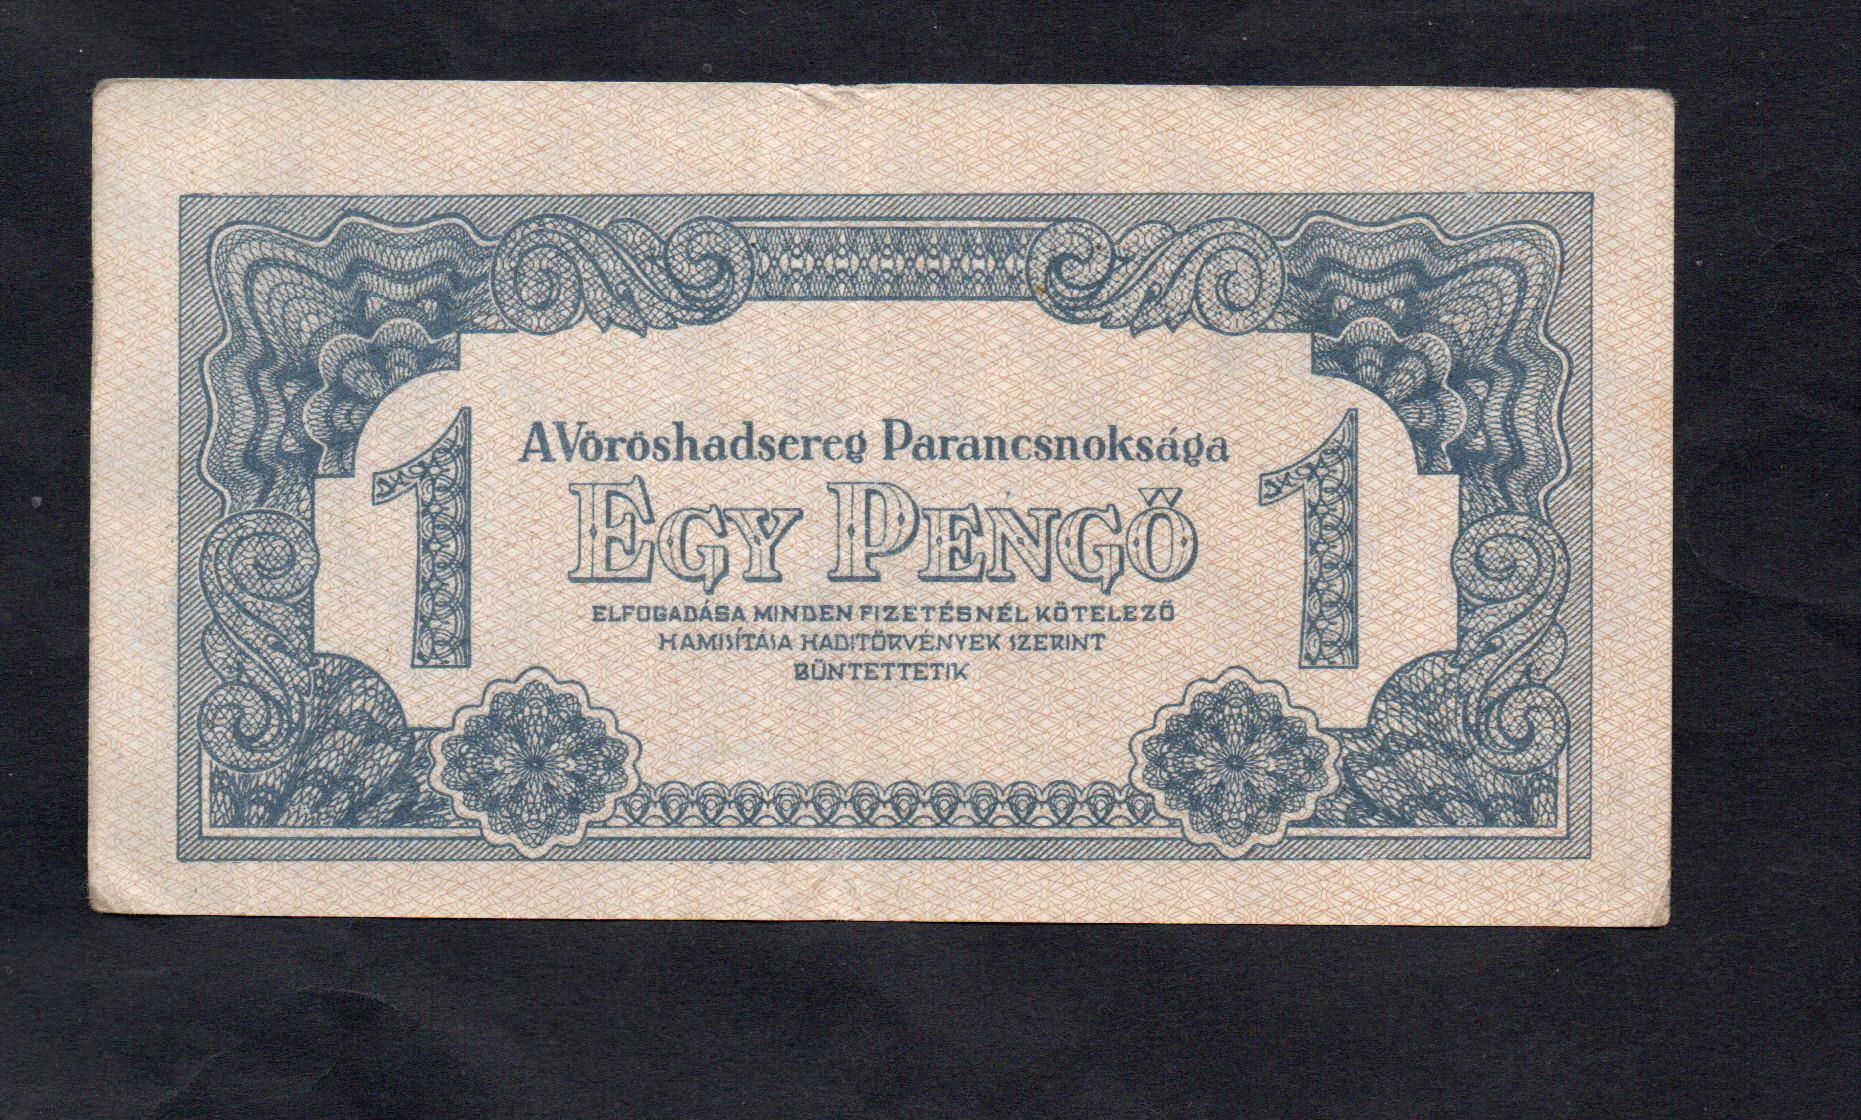 1
A Vöröshadsereg Parancsnoksága
EGY PENGŐ
1
ELFOGADÁSA MINDEN FIZETÉSNÉL KÖTELEZŐ
HAMISÍTÁSA HADITÖRVÉNYEK SZERINT
BÜNTETTETIK